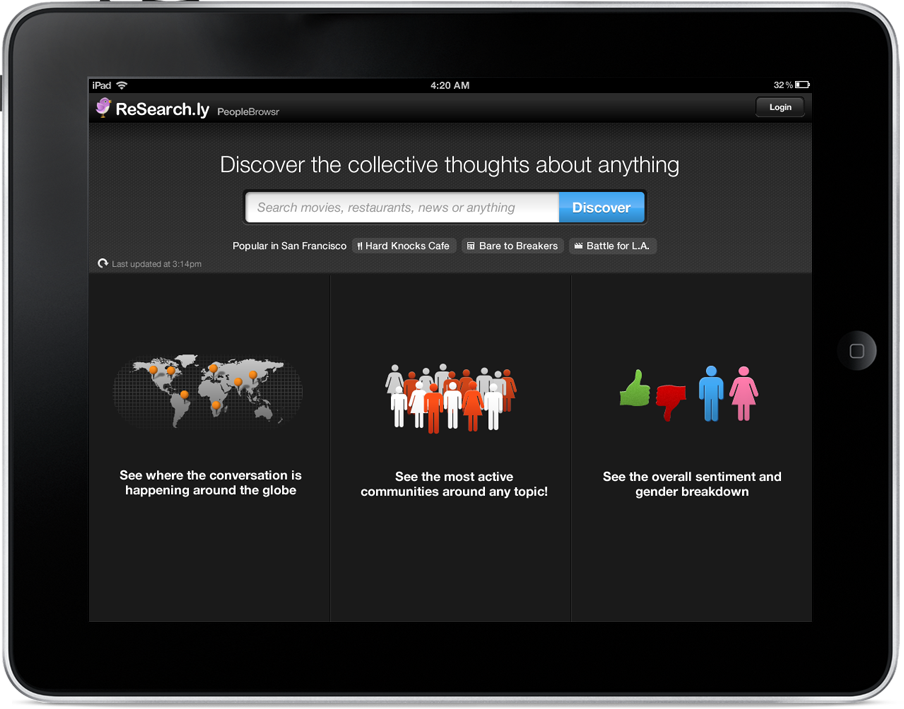 iPad 4:20 AM 32 %
ReSearch.ly PeopleBrowsr Login
Discover the collective thoughts about anything
Search movies, restaurants, news or anything Discover
Popular in San Francisco Hard Knocks Cafe Bare to Breakers Battle for L.A.
Last updated at 3:14pm
See where the conversation is
happening around the globe
See the most active
communities around any topic!
See the overall sentiment and
gender breakdown